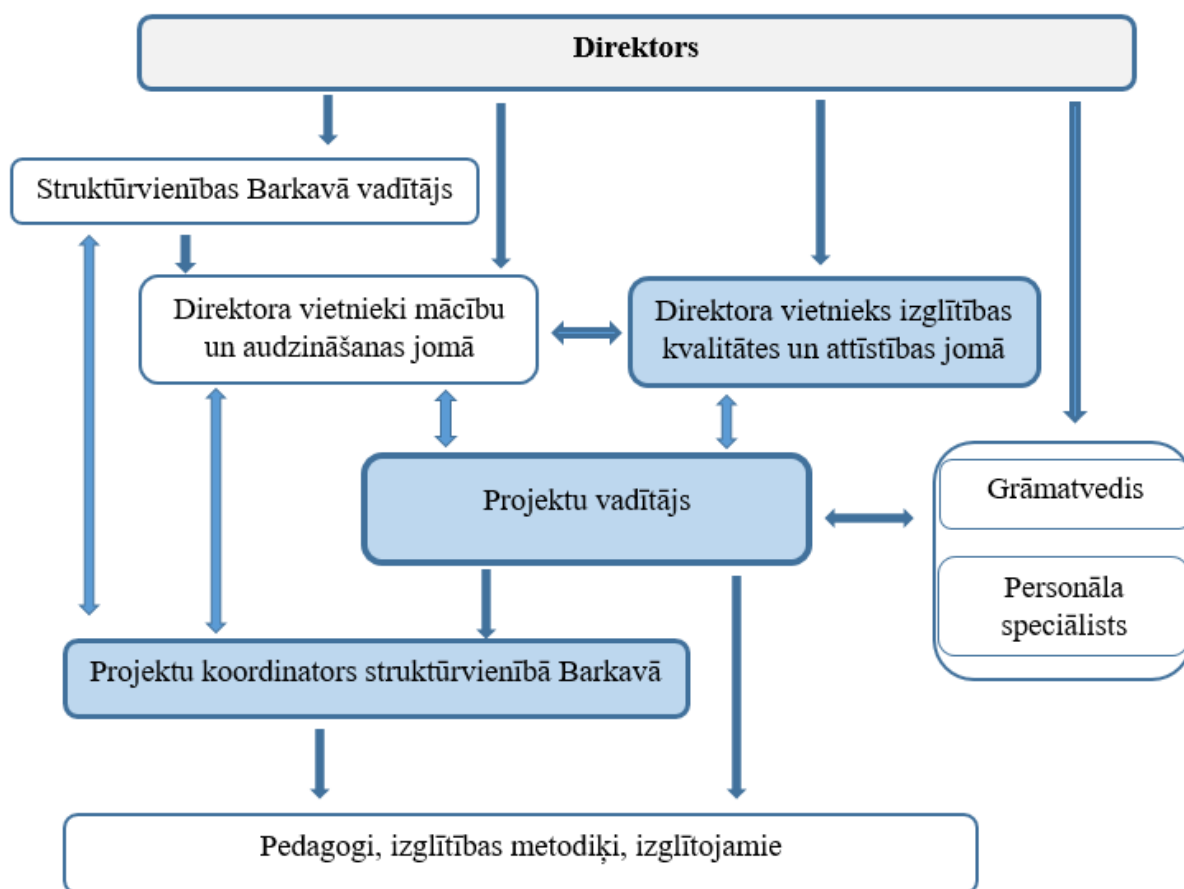 Direktors
Struktūrvienības Barkavā vadītājs
Direktora vietnieki mācību
un audzināšanas jomā
Direktora vietnieks izglītības
kvalitātes un attīstības jomā
Projektu vadītājs
Grāmatvedis
Personāla
speciālists
Projektu koordinators struktūrvienībā Barkavā
Pedagogi, izglītības metodiķi, izglītojamie